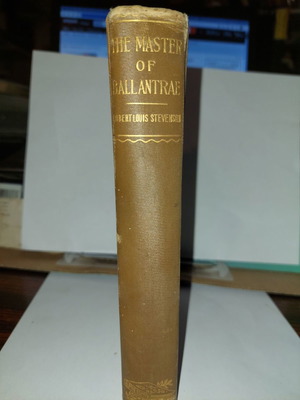 THE MASTER
OF
BALLANTRAE
ROBERT LOUIS STEVENSON